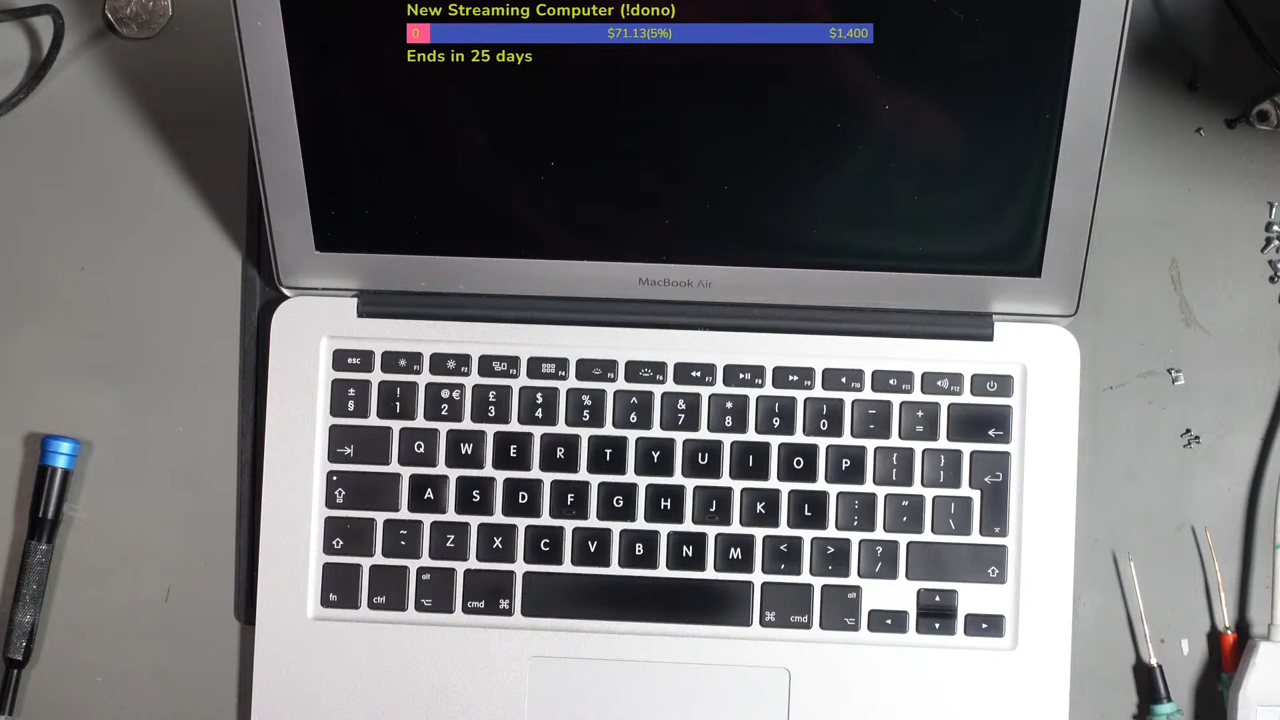 New Streaming Computer (!dono)
0 $71.13(5%) $1,400
Ends in 25 days
MacBook Air
esc F1 F2 F3 F4 F5 F6 F7 F8 F9 F10 F11 F12
± ! @ € £ $ % ^ & * ( ) _ +
§ 1 2 3 4 5 6 7 8 9 0 - =
Q W E R T Y U I O P { }
[ ]
A S D F G H J K L : " |
; ' \
~ Z X C V B N M < > ?
` , . /
fn ctrl alt cmd ⌘ ⌘ cmd alt